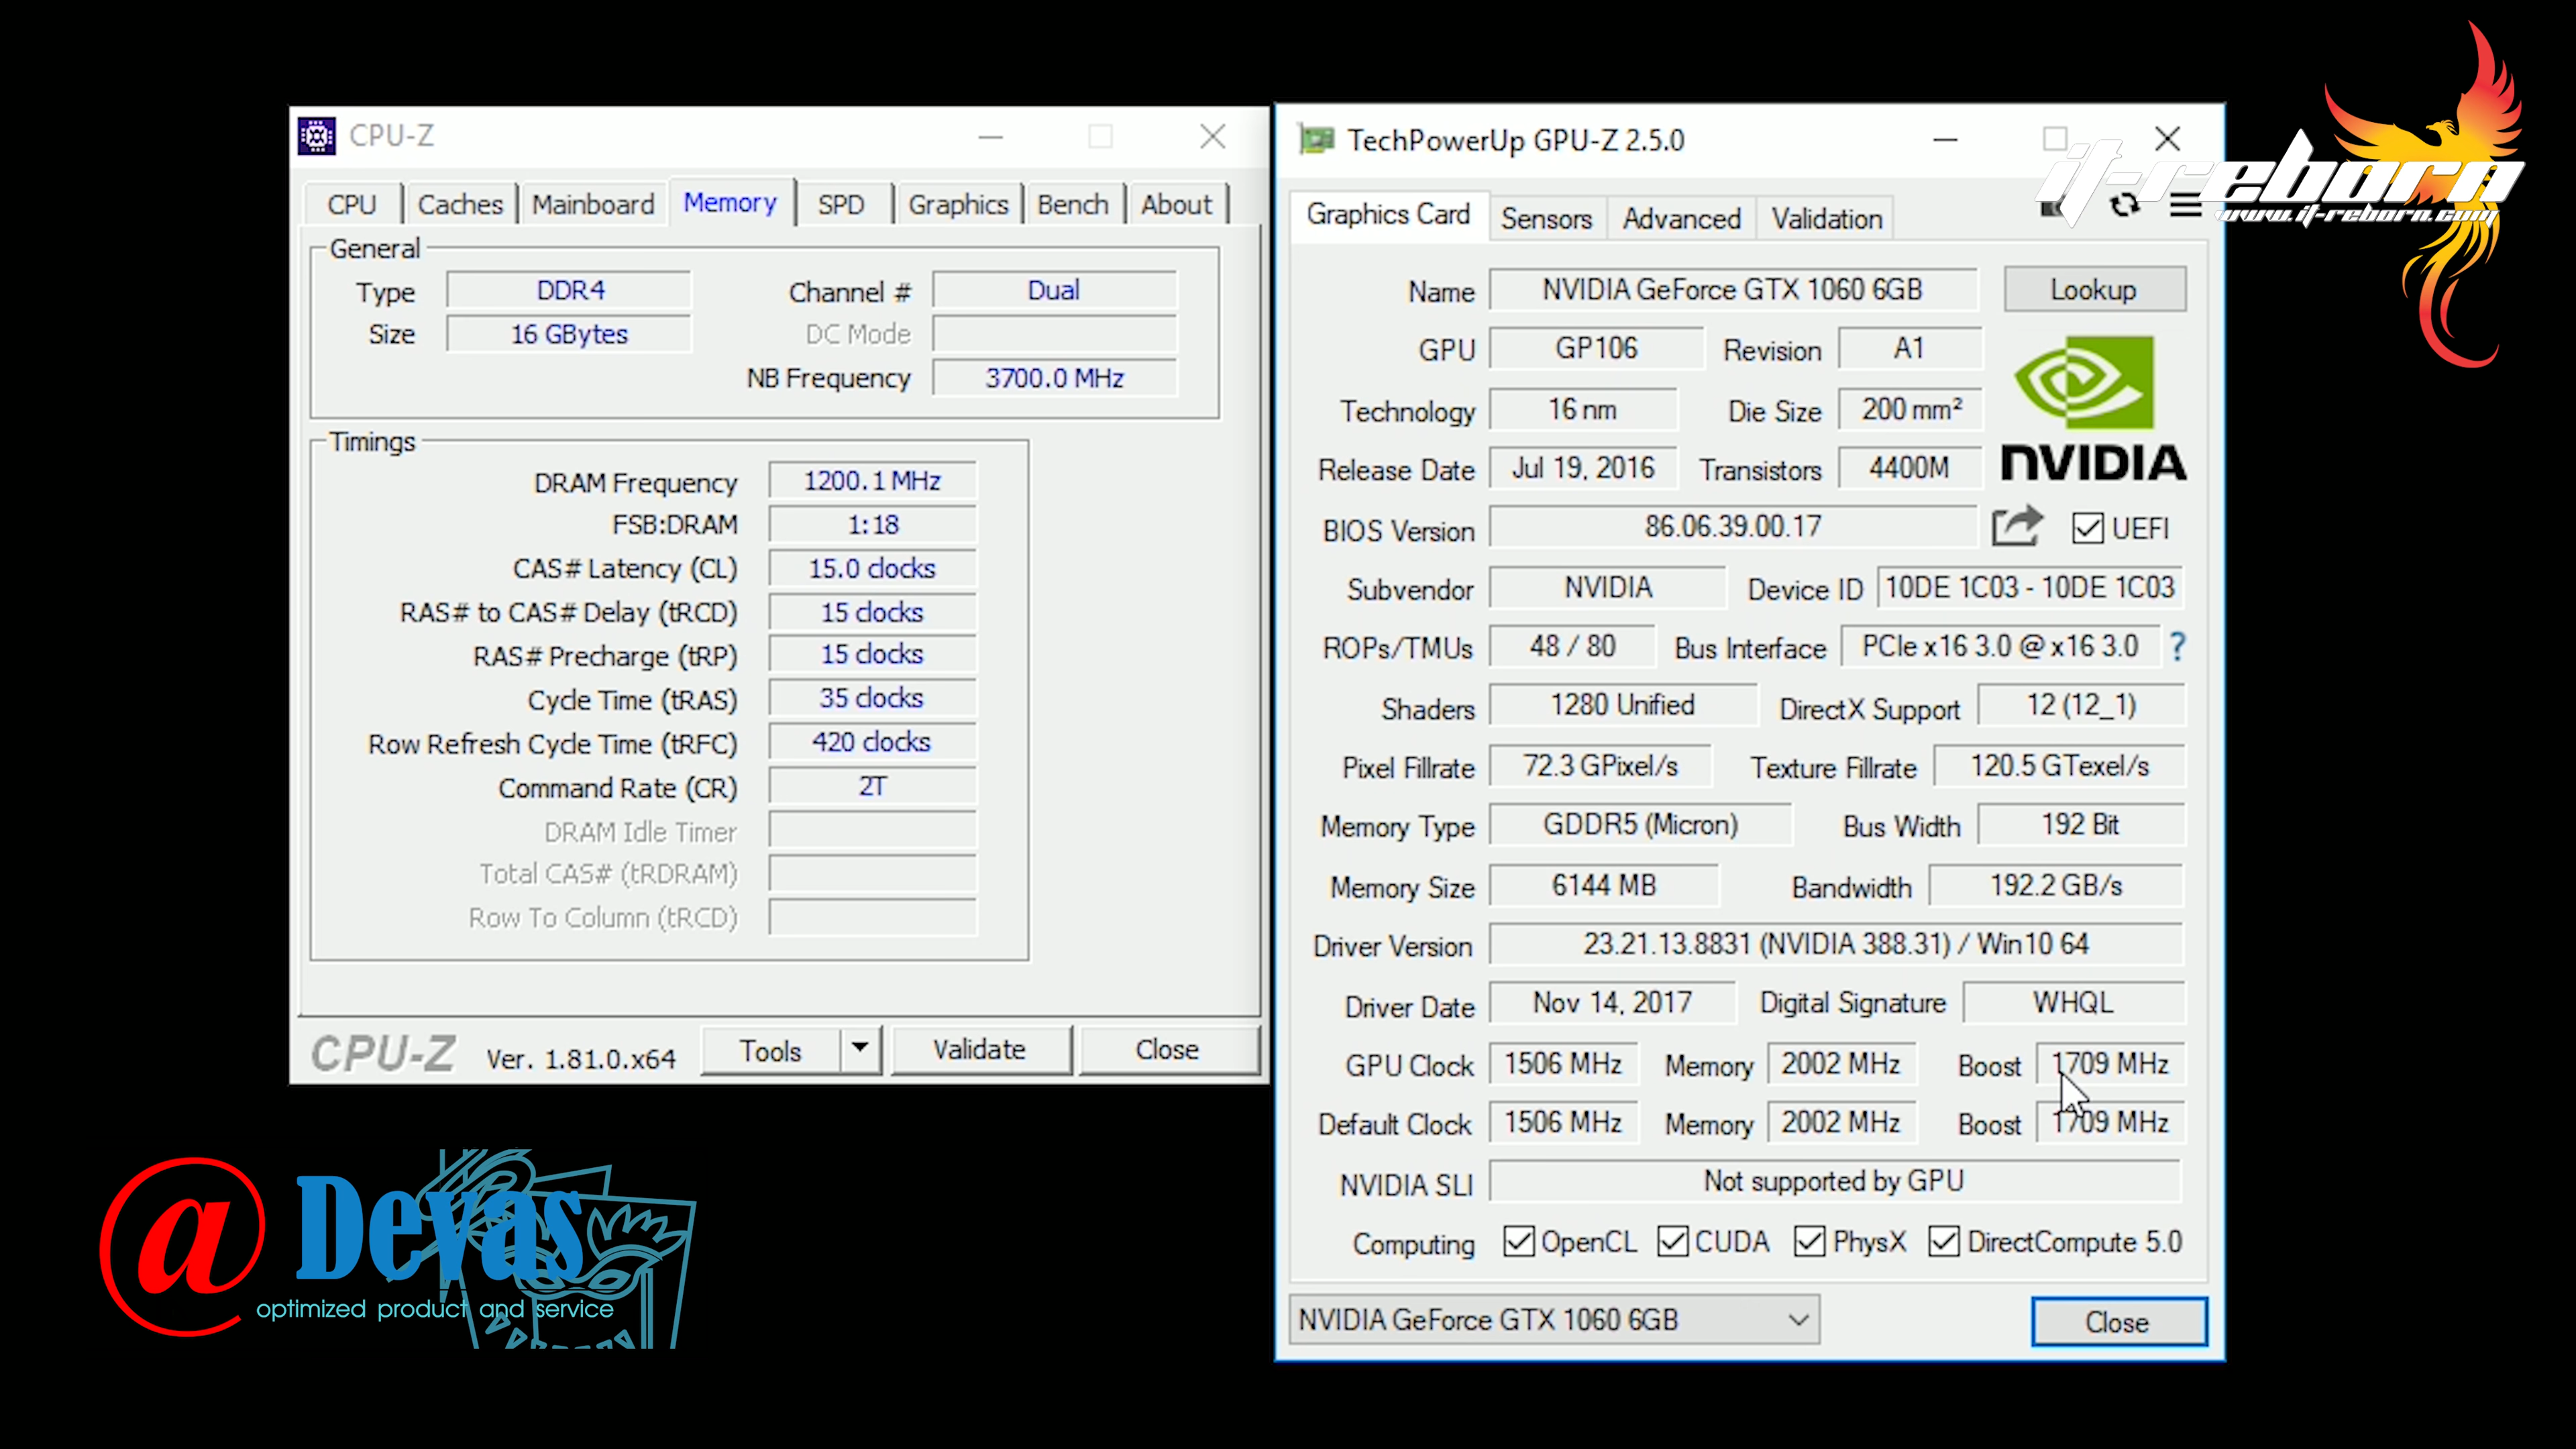 it-reborn
www.it-reborn.com
CPU-Z
CPU Caches Mainboard Memory SPD Graphics Bench About
General
Type DDR4 Channel # Dual
Size 16 GBytes DC Mode
NB Frequency 3700.0 MHz
Timings
DRAM Frequency 1200.1 MHz
FSB:DRAM 1:18
CAS# Latency (CL) 15.0 clocks
RAS# to CAS# Delay (tRCD) 15 clocks
RAS# Precharge (tRP) 15 clocks
Cycle Time (tRAS) 35 clocks
Row Refresh Cycle Time (tRFC) 420 clocks
Command Rate (CR) 2T
DRAM Idle Timer
Total CAS# (tRDRAM)
Row To Column (tRCD)
CPU-Z Ver. 1.81.0.x64 Tools Validate Close
TechPowerUp GPU-Z 2.5.0
Graphics Card Sensors Advanced Validation
Name NVIDIA GeForce GTX 1060 6GB Lookup
GPU GP106 Revision A1
Technology 16 nm Die Size 200 mm²
Release Date Jul 19, 2016 Transistors 4400M
NVIDIA
BIOS Version 86.06.39.00.17 UEFI
Subvendor NVIDIA Device ID 10DE 1C03 - 10DE 1C03
ROPs/TMUs 48 / 80 Bus Interface PCIe x16 3.0 @ x16 3.0 ?
Shaders 1280 Unified DirectX Support 12 (12_1)
Pixel Fillrate 72.3 GPixel/s Texture Fillrate 120.5 GTexel/s
Memory Type GDDR5 (Micron) Bus Width 192 Bit
Memory Size 6144 MB Bandwidth 192.2 GB/s
Driver Version 23.21.13.8831 (NVIDIA 388.31) / Win10 64
Driver Date Nov 14, 2017 Digital Signature WHQL
GPU Clock 1506 MHz Memory 2002 MHz Boost 1709 MHz
Default Clock 1506 MHz Memory 2002 MHz Boost 1709 MHz
NVIDIA SLI Not supported by GPU
Computing OpenCL CUDA PhysX DirectCompute 5.0
NVIDIA GeForce GTX 1060 6GB Close
@ Devas
optimized product and service